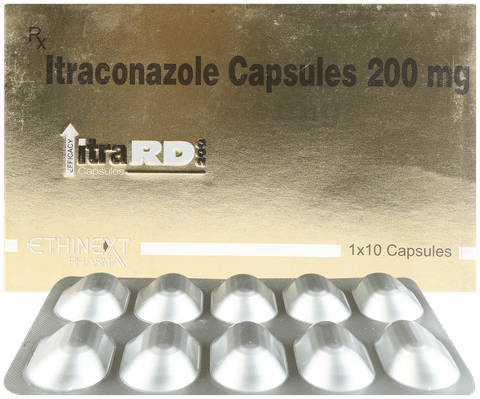 Rx
Itraconazole Capsules 200 mg
EFFICACY
itraRD 200
Capsules
ETHINEXT
PHARMA
1x10 Capsules